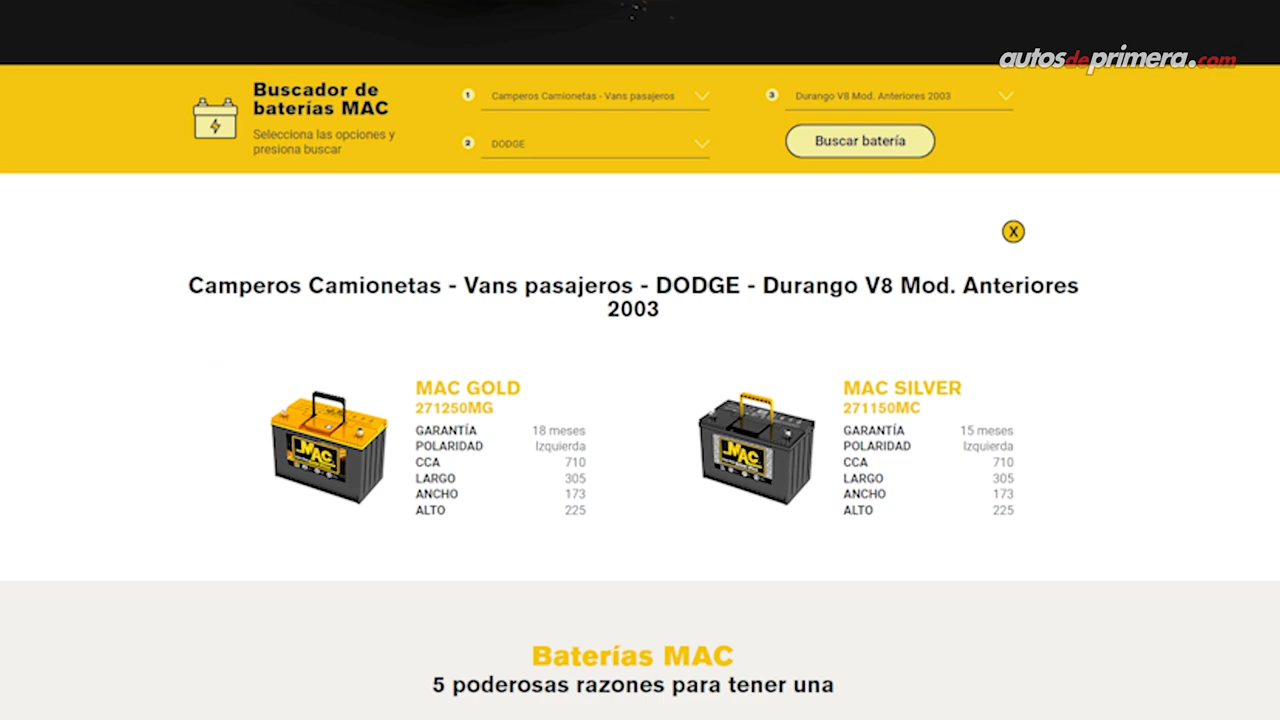 autosdeprimera.com
Buscador de
baterías MAC
Selecciona las opciones y
presiona buscar
1 Camperos Camionetas - Vans pasajeros
2 DODGE
3 Durango V8 Mod. Anteriores 2003
Buscar batería
X
Camperos Camionetas - Vans pasajeros - DODGE - Durango V8 Mod. Anteriores
2003
MAC
MAC GOLD
271250MG
GARANTÍA 18 meses
POLARIDAD Izquierda
CCA 710
LARGO 305
ANCHO 173
ALTO 225
MAC
MAC SILVER
271150MC
GARANTÍA 15 meses
POLARIDAD Izquierda
CCA 710
LARGO 305
ANCHO 173
ALTO 225
Baterías MAC
5 poderosas razones para tener una